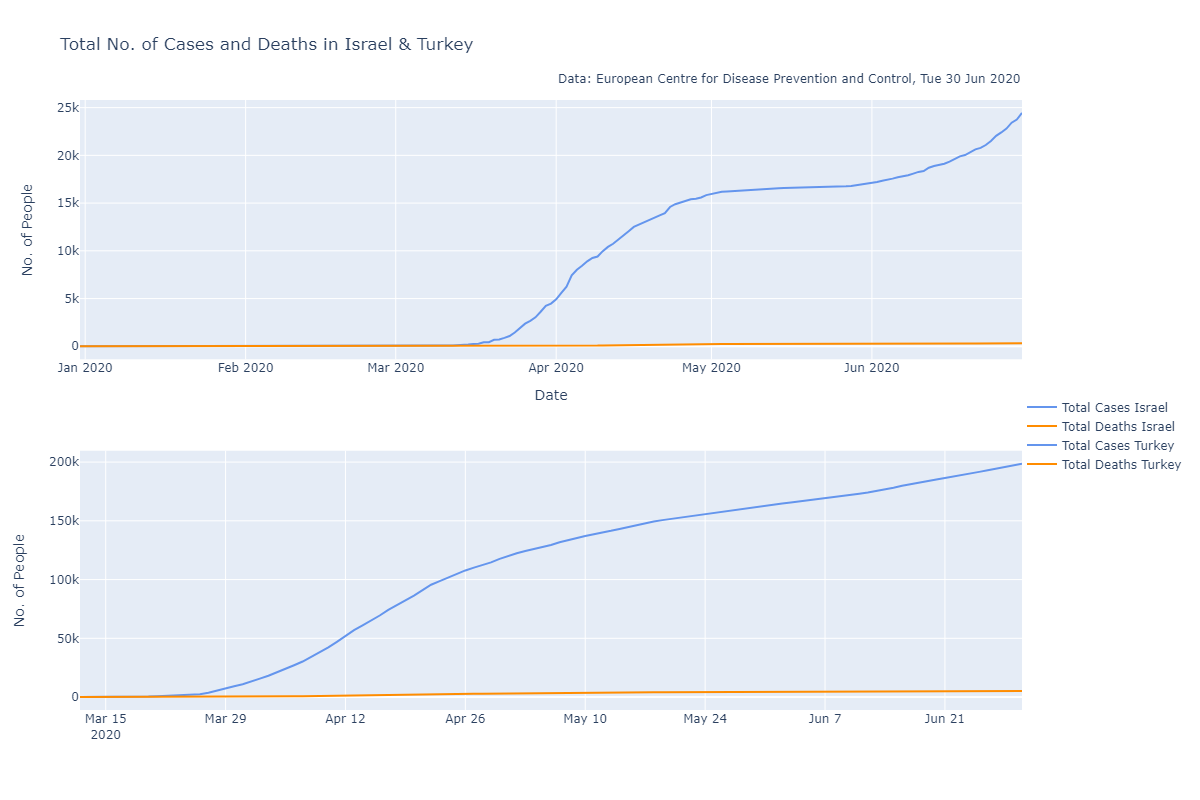 Total No. of Cases and Deaths in Israel & Turkey
Data: European Centre for Disease Prevention and Control, Tue 30 Jun 2020
25k
20k
15k
10k
5k
0
No. of People
Jan 2020
Feb 2020
Mar 2020
Apr 2020
May 2020
Jun 2020
Date
Total Cases Israel
Total Deaths Israel
Total Cases Turkey
Total Deaths Turkey
200k
150k
100k
50k
0
No. of People
Mar 15
2020
Mar 29
Apr 12
Apr 26
May 10
May 24
Jun 7
Jun 21